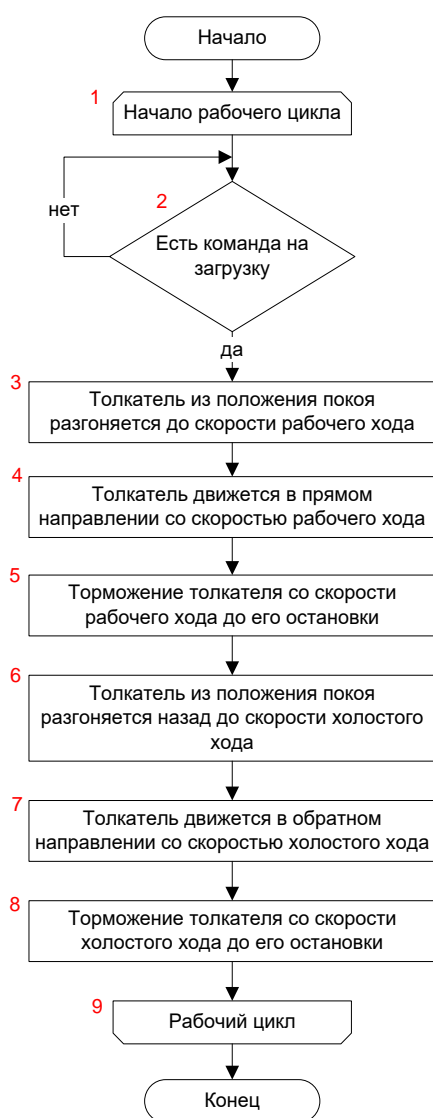 Начало
1
Начало рабочего цикла
нет
2
Есть команда на
загрузку
да
3
Толкатель из положения покоя
разгоняется до скорости рабочего хода
4
Толкатель движется в прямом
направлении со скоростью рабочего хода
5
Торможение толкателя со скорости
рабочего хода до его остановки
6
Толкатель из положения покоя
разгоняется назад до скорости холостого
хода
7
Толкатель движется в обратном
направлении со скоростью холостого хода
8
Торможение толкателя со скорости
холостого хода до его остановки
9
Рабочий цикл
Конец